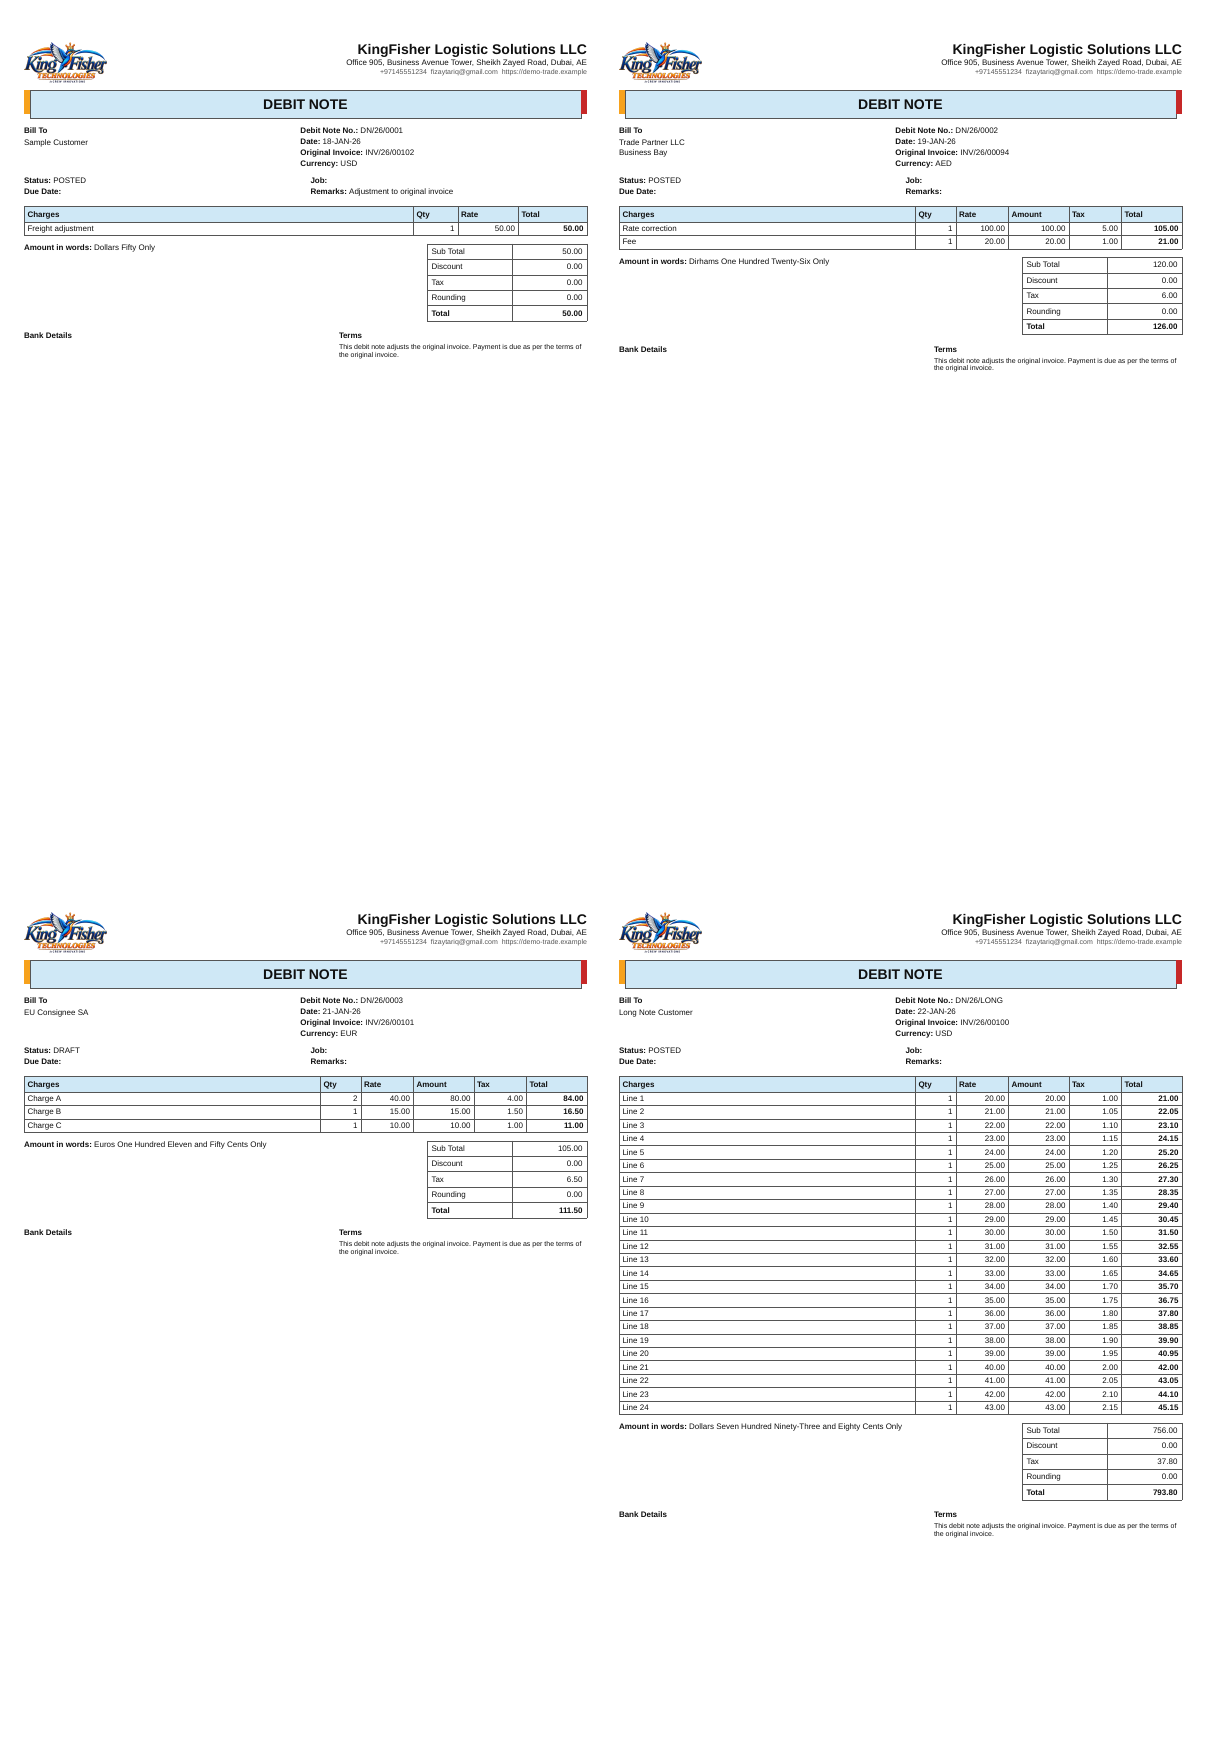 King Fisher
TECHNOLOGIES
KingFisher Logistic Solutions LLC
Office 905, Business Avenue Tower, Sheikh Zayed Road, Dubai, AE
+97145551234 fizaytariq@gmail.com https://demo-trade.example
DEBIT NOTE
Bill To
Sample Customer
Debit Note No.: DN/26/0001
Date: 18-JAN-26
Original Invoice: INV/26/00102
Currency: USD
Status: POSTED
Due Date:
Job:
Remarks: Adjustment to original invoice
Charges Qty Rate Total
Freight adjustment 1 50.00 50.00
Amount in words: Dollars Fifty Only
Sub Total 50.00
Discount 0.00
Tax 0.00
Rounding 0.00
Total 50.00
Bank Details
Terms
This debit note adjusts the original invoice. Payment is due as per the terms of
the original invoice.
King Fisher
TECHNOLOGIES
KingFisher Logistic Solutions LLC
Office 905, Business Avenue Tower, Sheikh Zayed Road, Dubai, AE
+97145551234 fizaytariq@gmail.com https://demo-trade.example
DEBIT NOTE
Bill To
Trade Partner LLC
Business Bay
Debit Note No.: DN/26/0002
Date: 19-JAN-26
Original Invoice: INV/26/00094
Currency: AED
Status: POSTED
Due Date:
Job:
Remarks:
Charges Qty Rate Amount Tax Total
Rate correction 1 100.00 100.00 5.00 105.00
Fee 1 20.00 20.00 1.00 21.00
Amount in words: Dirhams One Hundred Twenty-Six Only
Sub Total 120.00
Discount 0.00
Tax 6.00
Rounding 0.00
Total 126.00
Bank Details
Terms
This debit note adjusts the original invoice. Payment is due as per the terms of
the original invoice.
King Fisher
TECHNOLOGIES
KingFisher Logistic Solutions LLC
Office 905, Business Avenue Tower, Sheikh Zayed Road, Dubai, AE
+97145551234 fizaytariq@gmail.com https://demo-trade.example
DEBIT NOTE
Bill To
EU Consignee SA
Debit Note No.: DN/26/0003
Date: 21-JAN-26
Original Invoice: INV/26/00101
Currency: EUR
Status: DRAFT
Due Date:
Job:
Remarks:
Charges Qty Rate Amount Tax Total
Charge A 2 40.00 80.00 4.00 84.00
Charge B 1 15.00 15.00 1.50 16.50
Charge C 1 10.00 10.00 1.00 11.00
Amount in words: Euros One Hundred Eleven and Fifty Cents Only
Sub Total 105.00
Discount 0.00
Tax 6.50
Rounding 0.00
Total 111.50
Bank Details
Terms
This debit note adjusts the original invoice. Payment is due as per the terms of
the original invoice.
King Fisher
TECHNOLOGIES
KingFisher Logistic Solutions LLC
Office 905, Business Avenue Tower, Sheikh Zayed Road, Dubai, AE
+97145551234 fizaytariq@gmail.com https://demo-trade.example
DEBIT NOTE
Bill To
Long Note Customer
Debit Note No.: DN/26/LONG
Date: 22-JAN-26
Original Invoice: INV/26/00100
Currency: USD
Status: POSTED
Due Date:
Job:
Remarks:
Charges Qty Rate Amount Tax Total
Line 1 1 20.00 20.00 1.00 21.00
Line 2 1 21.00 21.00 1.05 22.05
Line 3 1 22.00 22.00 1.10 23.10
Line 4 1 23.00 23.00 1.15 24.15
Line 5 1 24.00 24.00 1.20 25.20
Line 6 1 25.00 25.00 1.25 26.25
Line 7 1 26.00 26.00 1.30 27.30
Line 8 1 27.00 27.00 1.35 28.35
Line 9 1 28.00 28.00 1.40 29.40
Line 10 1 29.00 29.00 1.45 30.45
Line 11 1 30.00 30.00 1.50 31.50
Line 12 1 31.00 31.00 1.55 32.55
Line 13 1 32.00 32.00 1.60 33.60
Line 14 1 33.00 33.00 1.65 34.65
Line 15 1 34.00 34.00 1.70 35.70
Line 16 1 35.00 35.00 1.75 36.75
Line 17 1 36.00 36.00 1.80 37.80
Line 18 1 37.00 37.00 1.85 38.85
Line 19 1 38.00 38.00 1.90 39.90
Line 20 1 39.00 39.00 1.95 40.95
Line 21 1 40.00 40.00 2.00 42.00
Line 22 1 41.00 41.00 2.05 43.05
Line 23 1 42.00 42.00 2.10 44.10
Line 24 1 43.00 43.00 2.15 45.15
Amount in words: Dollars Seven Hundred Ninety-Three and Eighty Cents Only
Sub Total 756.00
Discount 0.00
Tax 37.80
Rounding 0.00
Total 793.80
Bank Details
Terms
This debit note adjusts the original invoice. Payment is due as per the terms of
the original invoice.